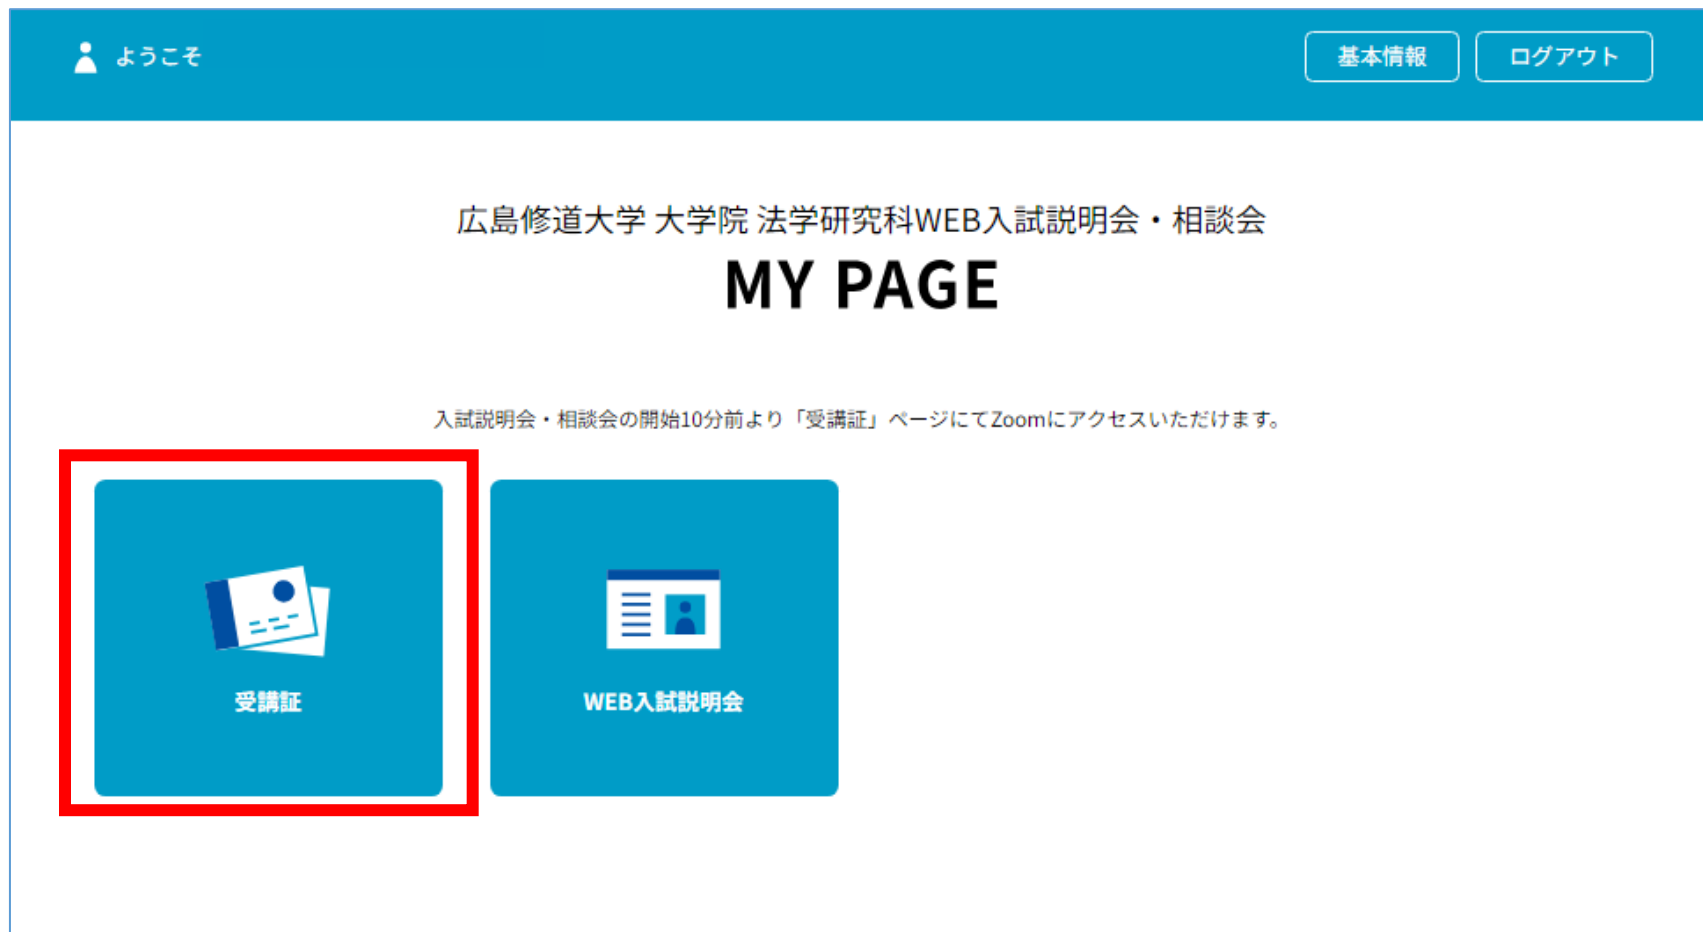 ようこそ
基本情報
ログアウト
広島修道大学 大学院 法学研究科WEB入試説明会・相談会
MY PAGE
入試説明会・相談会の開始10分前より「受講証」ページにてZoomにアクセスいただけます。
受講証
WEB入試説明会